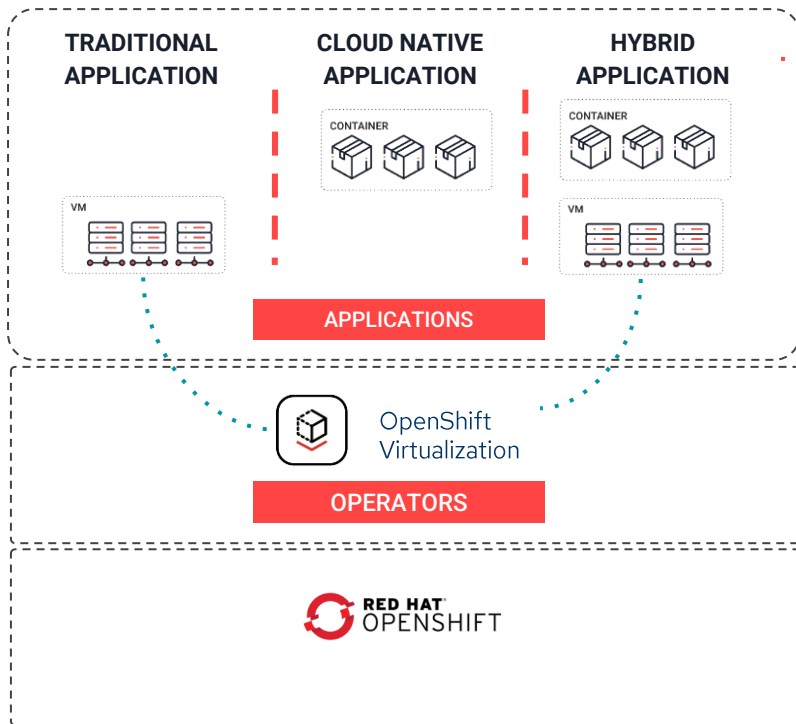 TRADITIONAL
APPLICATION
CLOUD NATIVE
APPLICATION
HYBRID
APPLICATION
CONTAINER
CONTAINER
VM
VM
APPLICATIONS
OpenShift
Virtualization
OPERATORS
RED HAT
OPENSHIFT